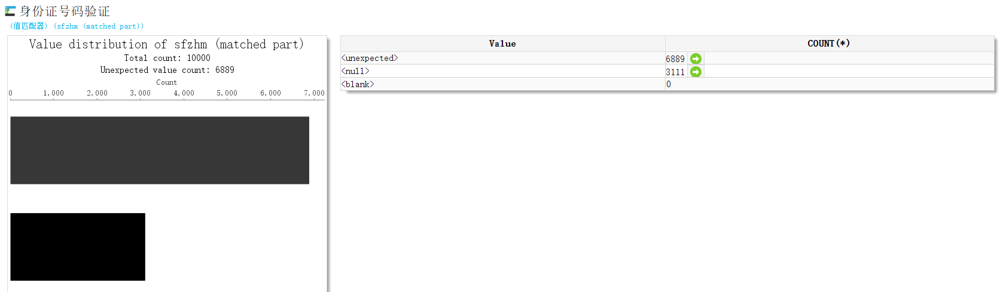 身份证号码验证
(值匹配器) (sfzhm (matched part))
Value distribution of sfzhm (matched part)
Total count: 10000
Unexpected value count: 6889
Count
0 1,000 2,000 3,000 4,000 5,000 6,000 7,000
Value COUNT(*)
<unexpected> 6889
<null> 3111
<blank> 0